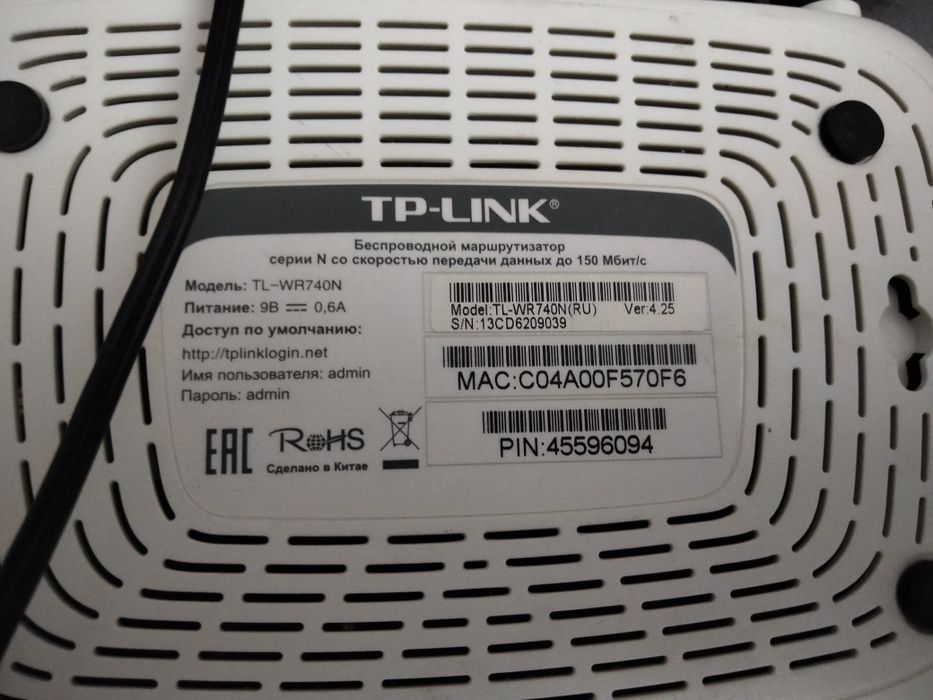 TP-LINK®
Беспроводной маршрутизатор
серии N со скоростью передачи данных до 150 Мбит/с
Модель: TL-WR740N
Питание: 9В 0,6А
Доступ по умолчанию:
http://tplinklogin.net
Имя пользователя: admin
Пароль: admin
EAC RoHS
Сделано в Китае
Model:TL-WR740N(RU) Ver:4.25
S/N:13CD6209039
MAC:C04A00F570F6
PIN:45596094